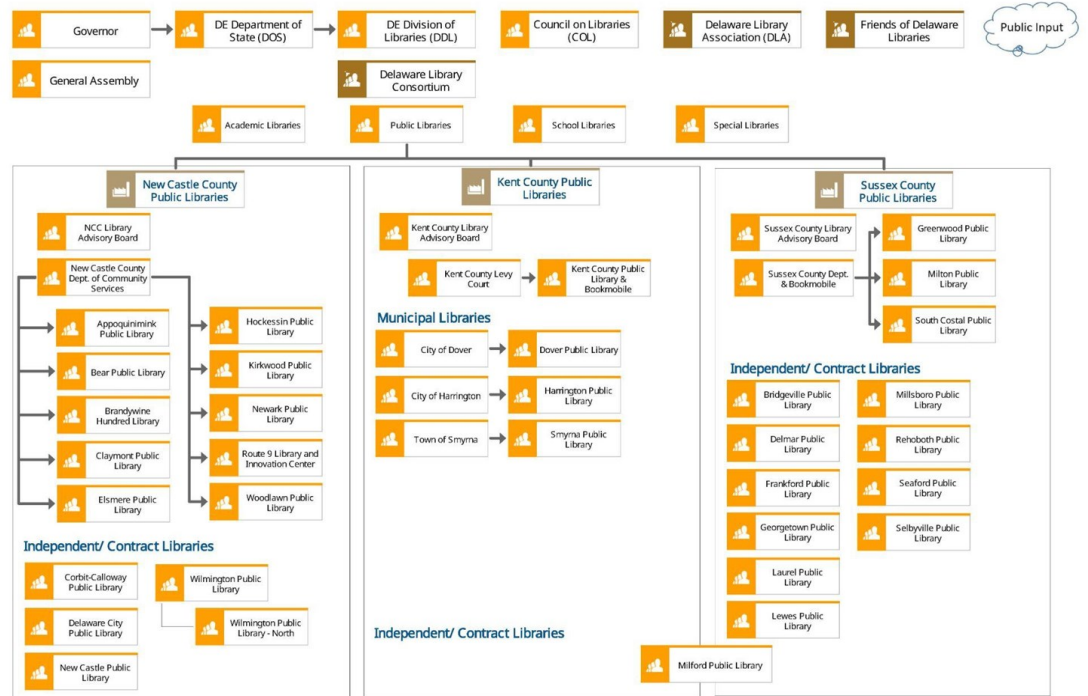 Governor
DE Department of
State (DOS)
DE Division of
Libraries (DDL)
Council on Libraries
(COL)
Delaware Library
Association (DLA)
Friends of Delaware
Libraries
Public Input
General Assembly
Delaware Library
Consortium
Academic Libraries
Public Libraries
School Libraries
Special Libraries
New Castle County
Public Libraries
NCC Library
Advisory Board
New Castle County
Dept. of Community
Services
Appoquinimink
Public Library
Bear Public Library
Brandywine
Hundred Library
Claymont Public
Library
Elsmere Public
Library
Hockessin Public
Library
Kirkwood Public
Library
Newark Public
Library
Route 9 Library and
Innovation Center
Woodlawn Public
Library
Independent/ Contract Libraries
Corbit-Calloway
Public Library
Delaware City
Public Library
New Castle Public
Library
Wilmington Public
Library
Wilmington Public
Library - North
Kent County Public
Libraries
Kent County Library
Advisory Board
Kent County Levy
Court
Kent County Public
Library &
Bookmobile
Municipal Libraries
City of Dover
Dover Public Library
City of Harrington
Harrington Public
Library
Town of Smyrna
Smyrna Public
Library
Independent/ Contract Libraries
Milford Public Library
Sussex County
Public Libraries
Sussex County Library
Advisory Board
Sussex County Dept.
& Bookmobile
Greenwood Public
Library
Milton Public
Library
South Costal Public
Library
Independent/ Contract Libraries
Bridgeville Public
Library
Delmar Public
Library
Frankford Public
Library
Georgetown Public
Library
Laurel Public
Library
Lewes Public
Library
Millsboro Public
Library
Rehoboth Public
Library
Seaford Public
Library
Selbyville Public
Library